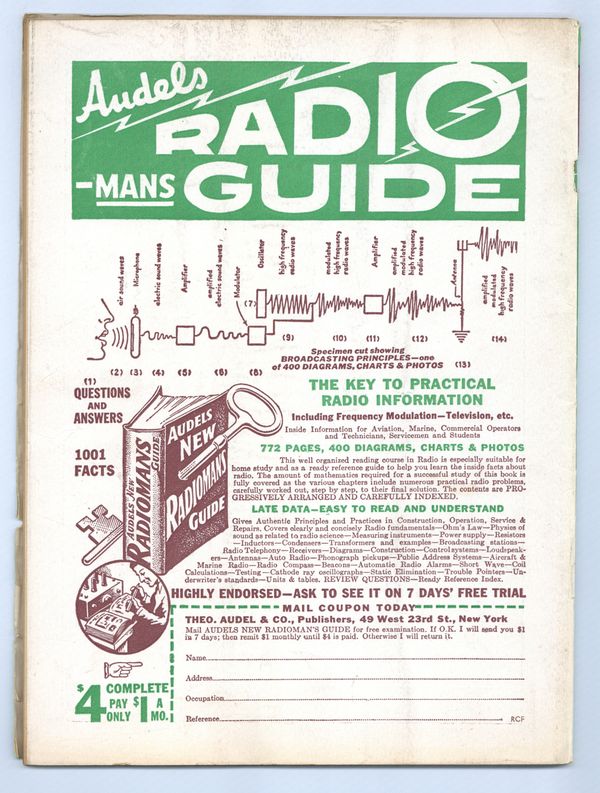 Audels
RADIO
-MANS GUIDE
air sound waves
Microphone
electric sound waves
Amplifier
amplified electric sound waves
Modulator
Oscillator
high frequency radio waves
modulated high frequency radio waves
Amplifier
amplified modulated high frequency radio waves
Antenna
amplified modulated high frequency radio waves
(7)
(9) (10) (11) (12)
(1) (2) (3) (4) (5) (6) (8) (13) (14)
Specimen cut showing
BROADCASTING PRINCIPLES—one
of 400 DIAGRAMS, CHARTS & PHOTOS
QUESTIONS
AND
ANSWERS
1001
FACTS
AUDELS NEW RADIOMANS GUIDE
AUDELS
NEW
RADIOMANS
GUIDE
THE KEY TO PRACTICAL
RADIO INFORMATION
Including Frequency Modulation—Television, etc.
Inside Information for Aviation, Marine, Commercial Operators
and Technicians, Servicemen and Students
772 PAGES, 400 DIAGRAMS, CHARTS & PHOTOS
This well organized reading course in Radio is especially suitable for
home study and as a ready reference guide to help you learn the inside facts about
radio. The amount of mathematics required for a successful study of this book is
fully covered as the various chapters include numerous practical radio problems,
carefully worked out, step by step, to their final solution. The contents are PRO-
GRESSIVELY ARRANGED AND CAREFULLY INDEXED.
LATE DATA—EASY TO READ AND UNDERSTAND
Gives Authentic Principles and Practices in Construction, Operation, Service &
Repairs. Covers clearly and concisely Radio fundamentals—Ohm's Law—Physics of
sound as related to radio science—Measuring instruments—Power supply—Resistors
—Inductors—Condensers—Transformers and examples—Broadcating stations—
Radio Telephony—Receivers—Diagrams—Construction—Control systems—Loudspeak-
ers—Antennas—Auto Radio—Phonograph pickups—Public Address Systems—Aircraft &
Marine Radio—Radio Compass—Beacons—Automatic Radio Alarms—Short Wave—Coil
Calculations—Testing—Cathode ray oscillographs—Static Elimination—Trouble Pointers—Un-
derwriter's standards—Units & tables. REVIEW QUESTIONS—Ready Reference Index.
HIGHLY ENDORSED—ASK TO SEE IT ON 7 DAYS' FREE TRIAL
MAIL COUPON TODAY
THEO. AUDEL & CO., Publishers, 49 West 23rd St., New York
Mail AUDELS NEW RADIOMAN'S GUIDE for free examination. If O.K. I will send you $1
in 7 days; then remit $1 monthly until $4 is paid. Otherwise I will return it.
Name
Address
Occupation
Reference RCF
$4 COMPLETE
PAY ONLY $1 A MO.